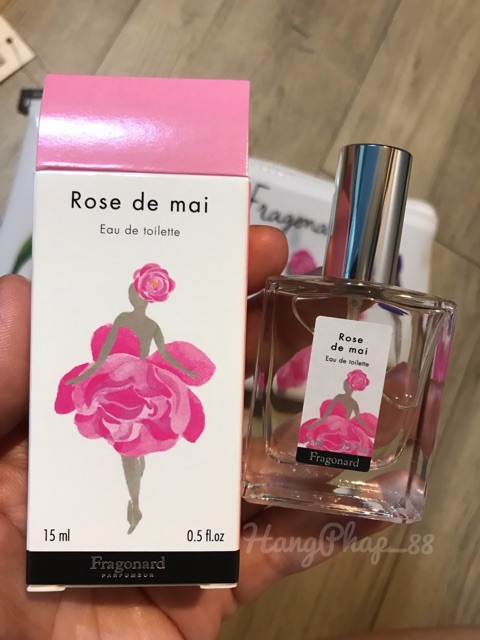 Rose de mai
Eau de toilette
15 ml
0.5 fl.oz
Fragonard
PARFUMEUR
Rose
de mai
Eau de toilette
Fragonard
HangPhap_88